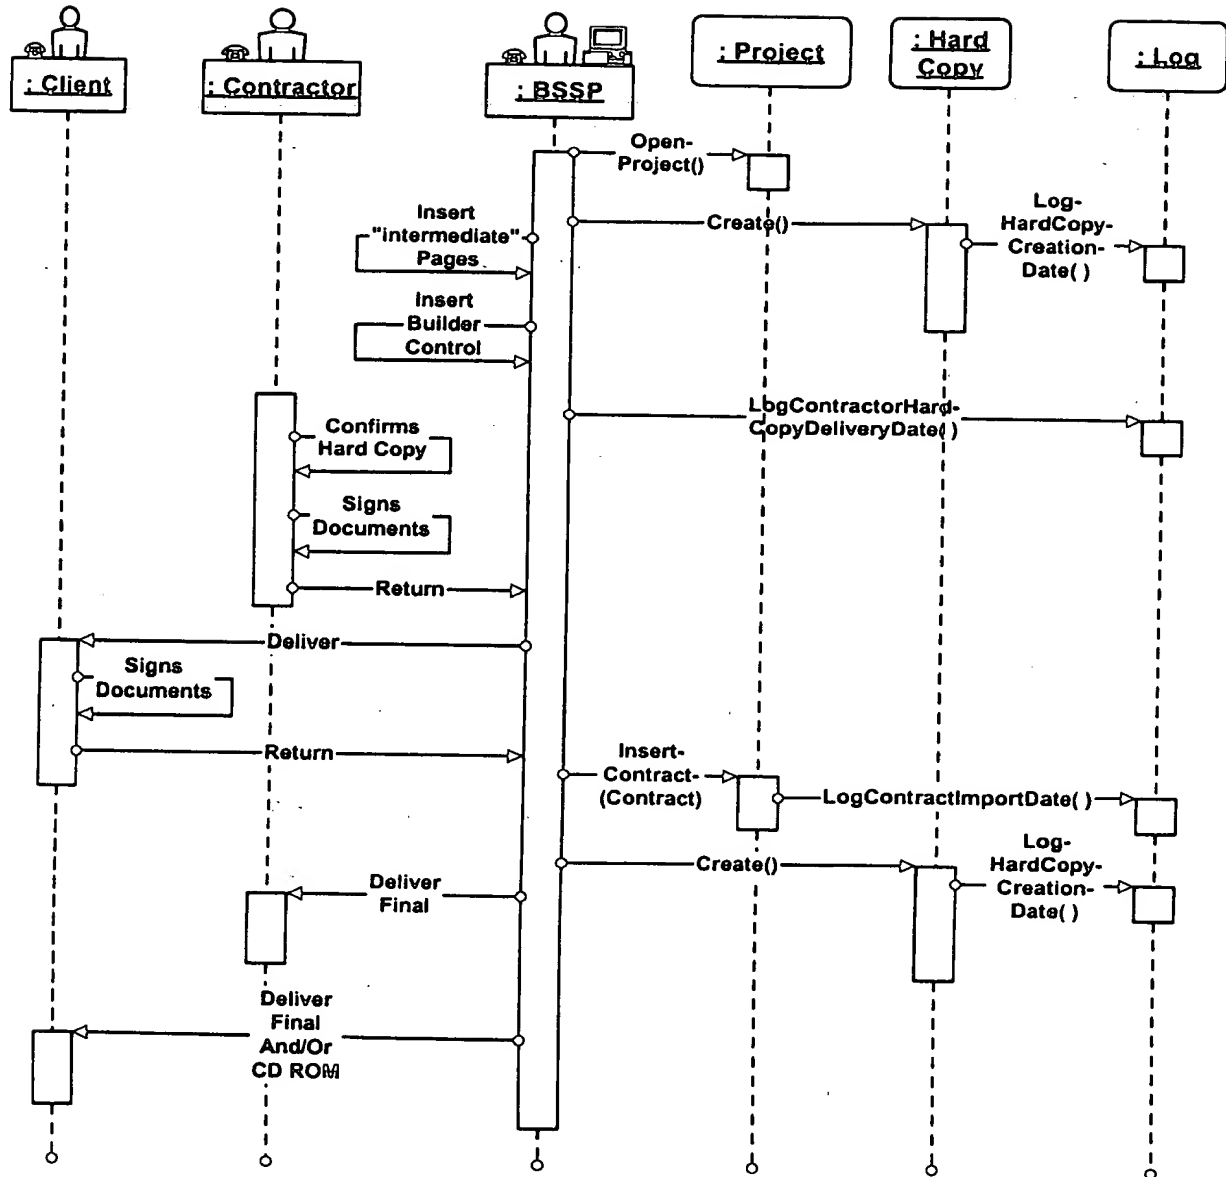 : Client
: Contractor
: BSSP
: Project
: Hard
Copy
: Log
Open-
Project()
Insert
"intermediate"
Pages
Create()
Log-
HardCopy-
Creation-
Date( )
Insert
Builder
Control
LogContractorHard-
CopyDeliveryDate( )
Confirms
Hard Copy
Signs
Documents
Return
Deliver
Signs
Documents
Return
Insert-
Contract-
(Contract)
LogContractImportDate( )
Create()
Log-
HardCopy-
Creation-
Date( )
Deliver
Final
Deliver
Final
And/Or
CD ROM